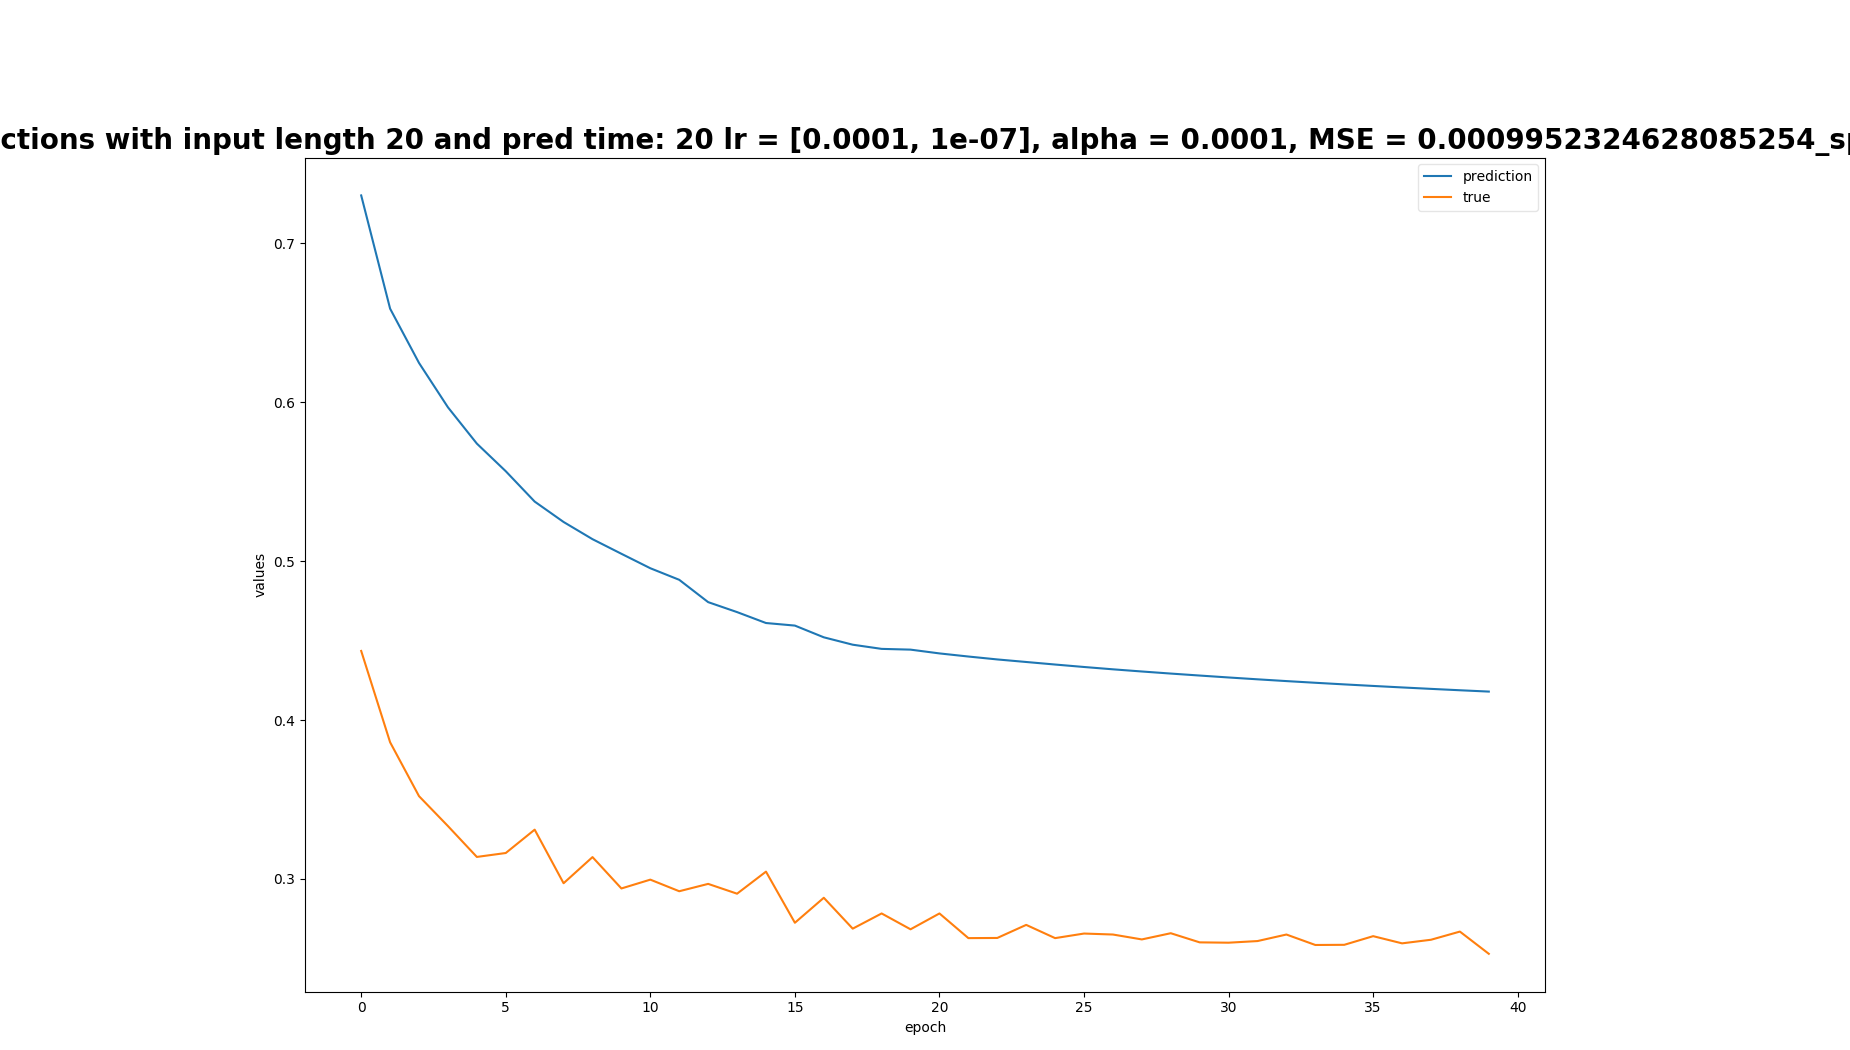 ctions with input length 20 and pred time: 20 lr = [0.0001, 1e-07], alpha = 0.0001, MSE = 0.0009952324628085254_sp
prediction
true
0.7
0.6
0.5
0.4
0.3
values
0 5 10 15 20 25 30 35 40
epoch